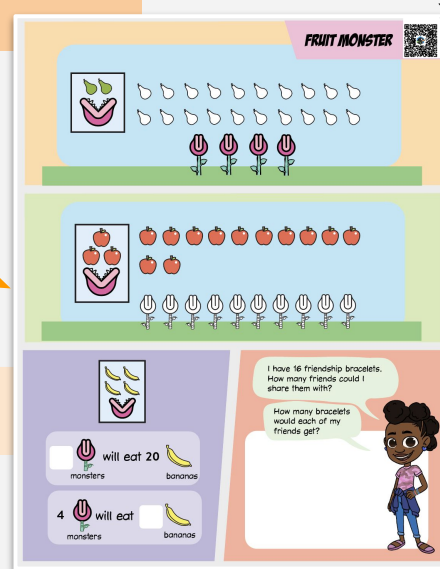 FRUIT MONSTER
I have 16 friendship bracelets.
How many friends could I
share them with?
How many bracelets
would each of my
friends get?
will eat 20
monsters
bananas
4 will eat
monsters
bananas